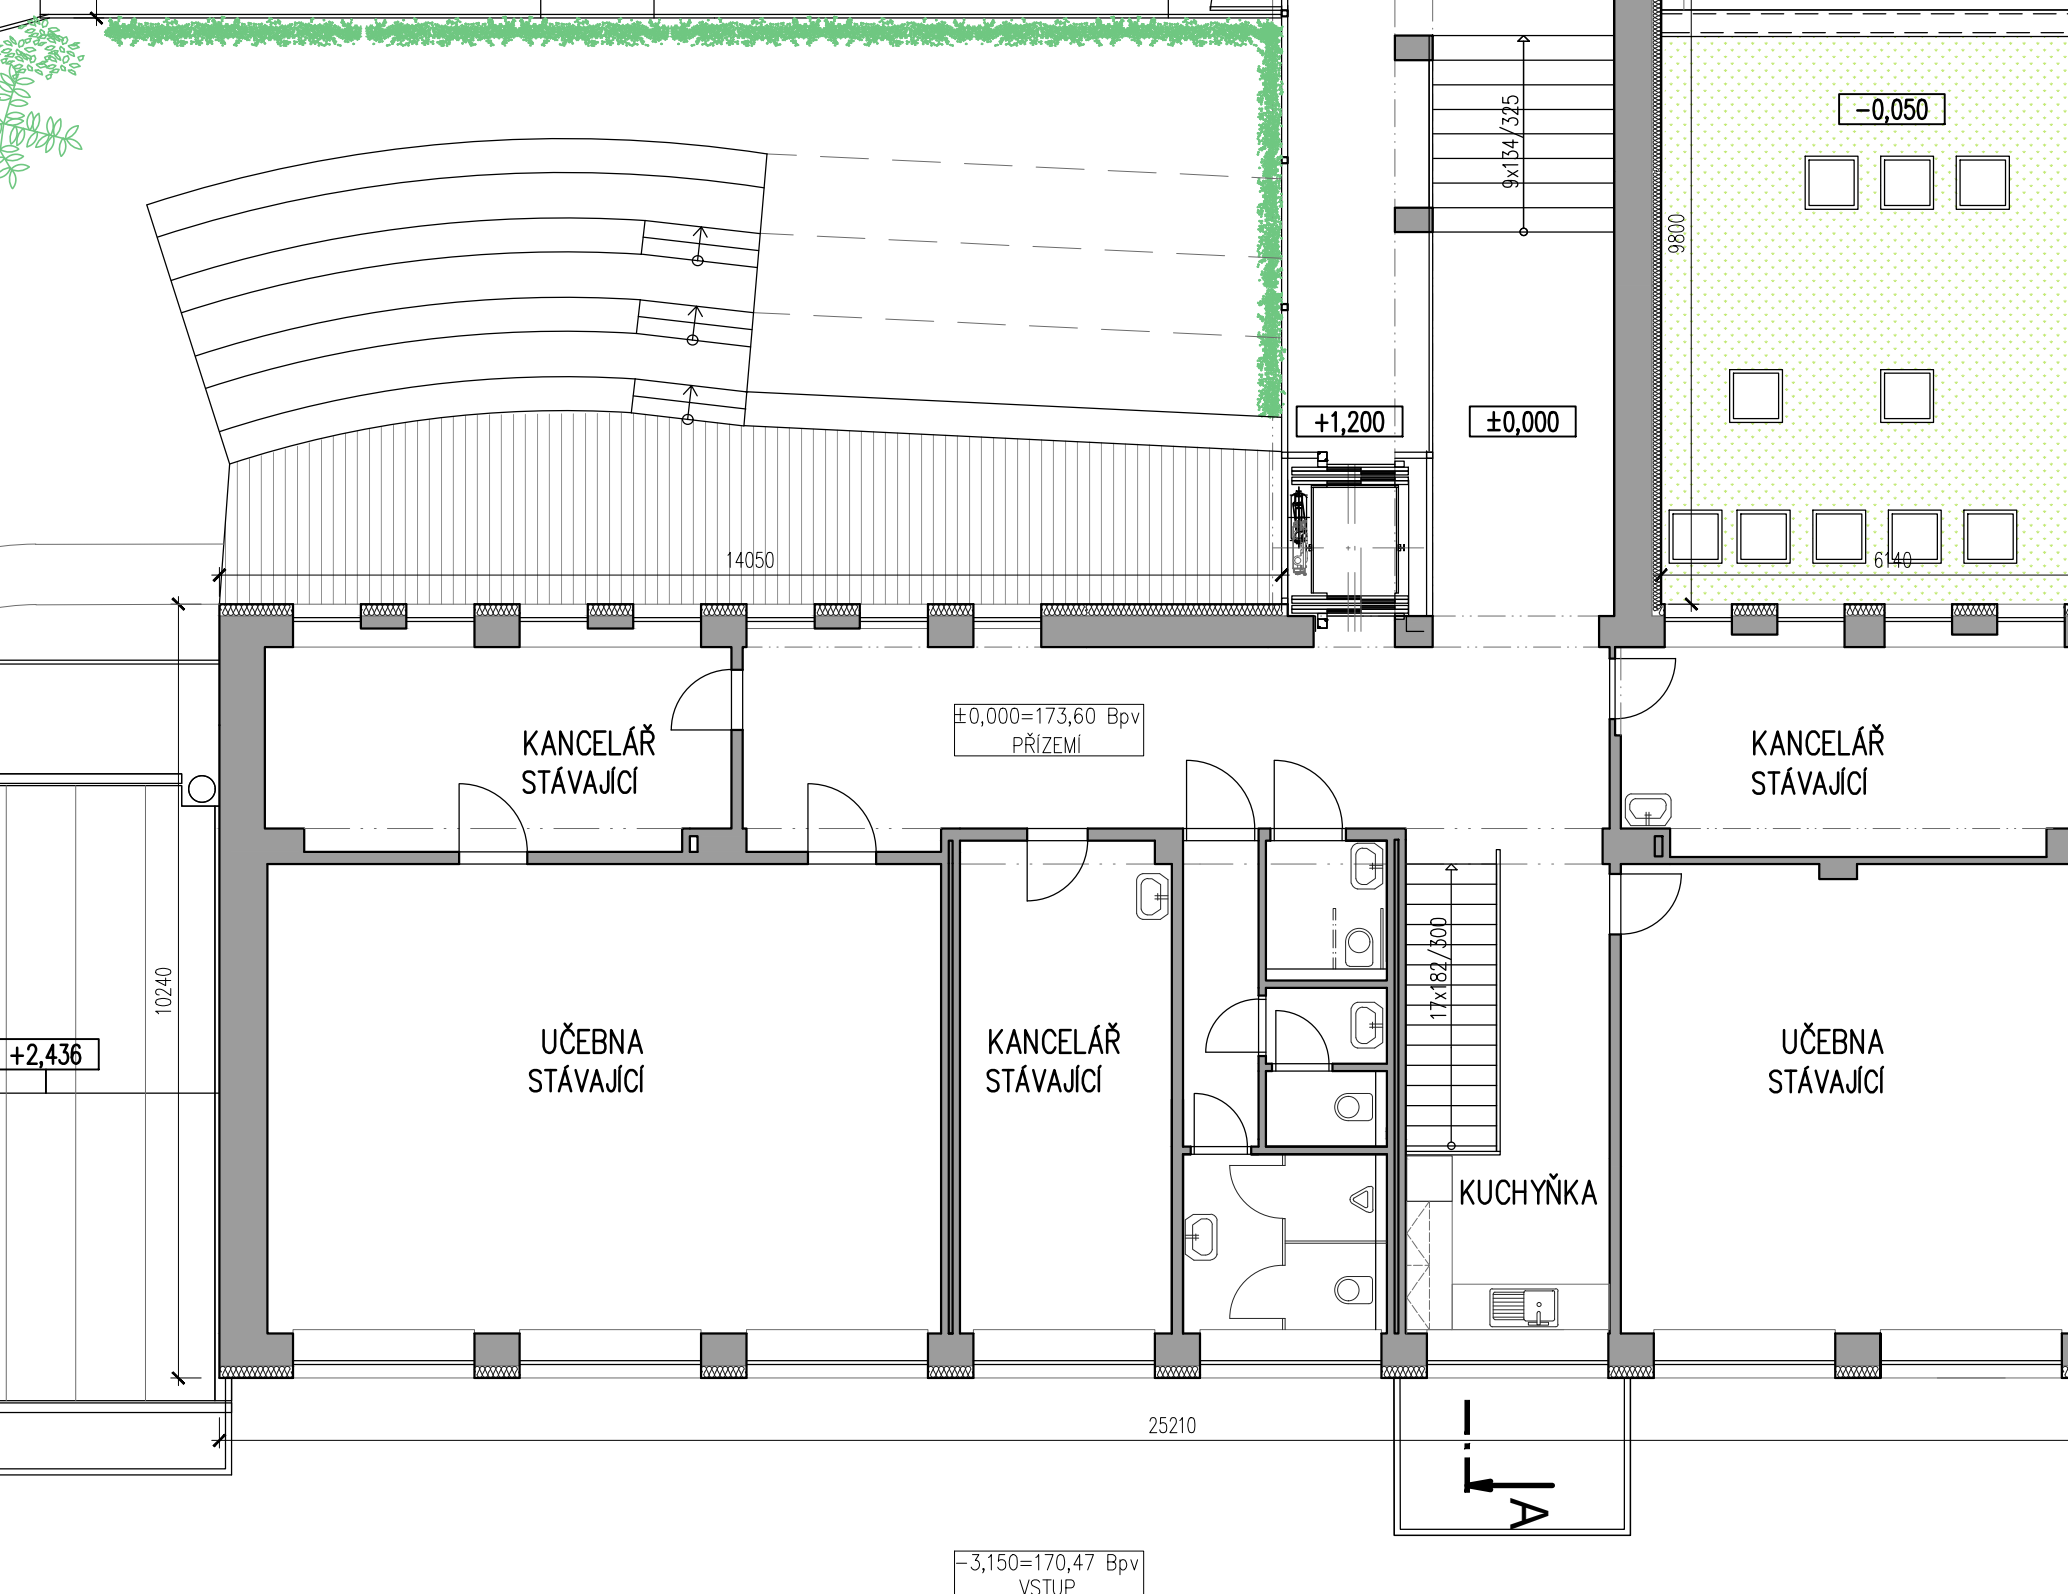 9x134/325
-0,050
9800
+1,200
±0,000
14050
6140
±0,000=173,60 Bpv
PŘÍZEMÍ
KANCELÁŘ
STÁVAJÍCÍ
KANCELÁŘ
STÁVAJÍCÍ
10240
17x182/300
+2,436
UČEBNA
STÁVAJÍCÍ
KANCELÁŘ
STÁVAJÍCÍ
UČEBNA
STÁVAJÍCÍ
KUCHYŇKA
25210
A
-3,150=170,47 Bpv
VSTUP